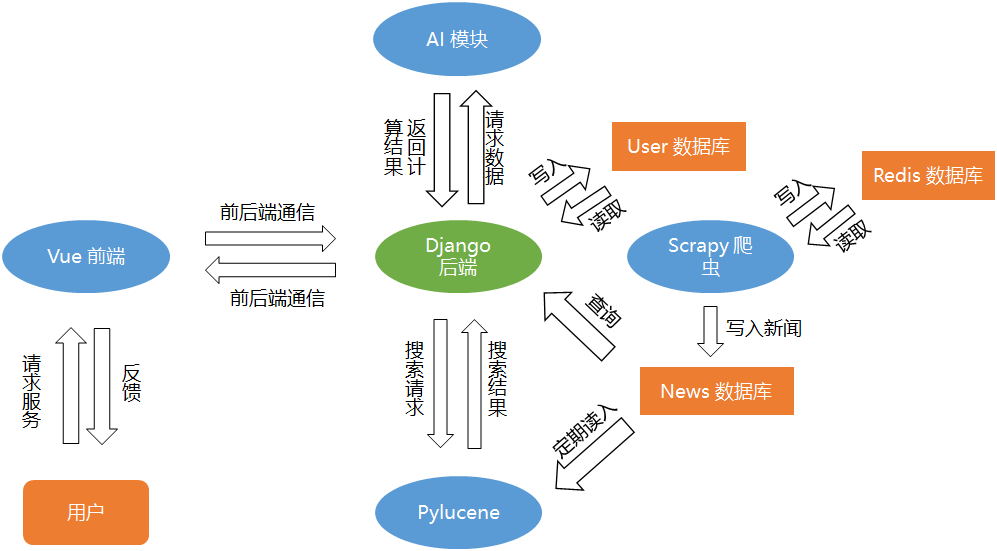 AI 模块
返回计
算结果
请求数据
User 数据库
写入
读取
Redis 数据库
写入
读取
前后端通信
Vue 前端
Django
后端
Scrapy 爬
虫
前后端通信
查询
写入新闻
请求服务
反馈
搜索请求
搜索结果
News 数据库
定期读入
用户
Pylucene